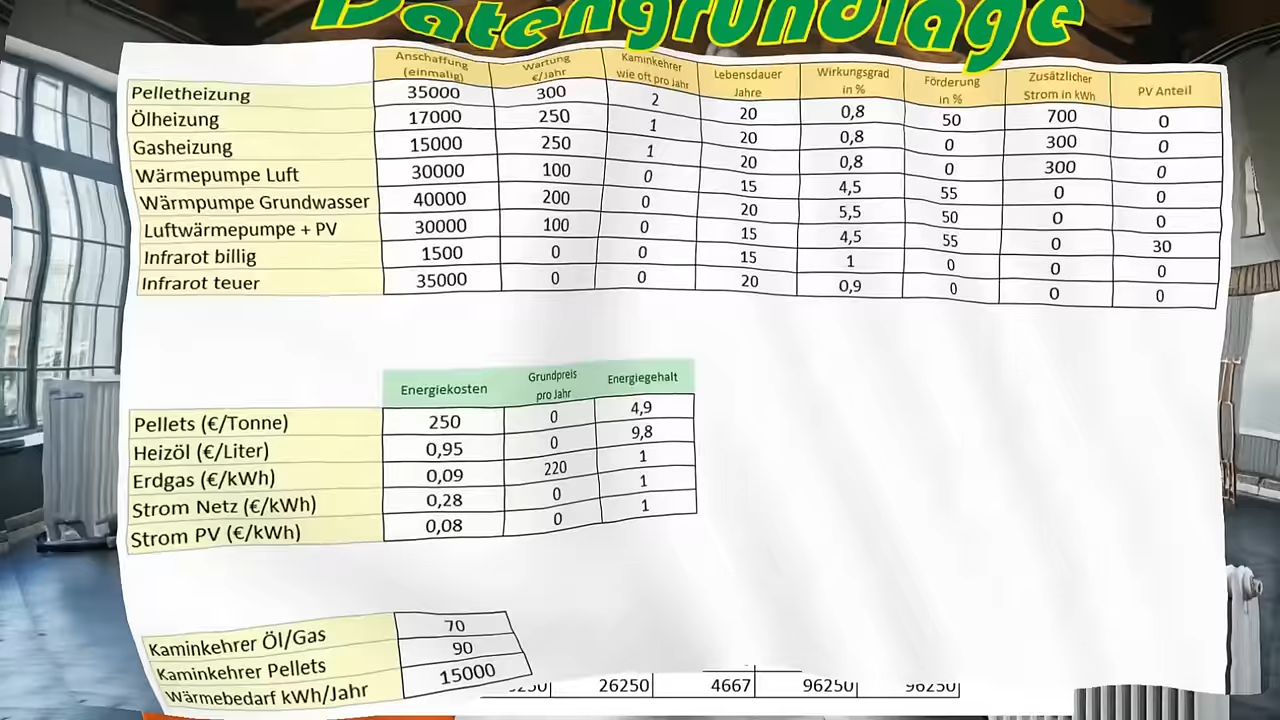 Datengrundlage
Anschaffung (einmalig) Wartung €/Jahr Kaminkehrer wie oft pro Jahr Lebensdauer Jahre Wirkungsgrad in % Förderung in % Zusätzlicher Strom in kWh PV Anteil
Pelletheizung 35000 300 2 20 0,8 50 700 0
Ölheizung 17000 250 1 20 0,8 0 300 0
Gasheizung 15000 250 1 20 0,8 0 300 0
Wärmepumpe Luft 30000 100 0 15 4,5 55 0 0
Wärmpumpe Grundwasser 40000 200 0 20 5,5 50 0 0
Luftwärmepumpe + PV 30000 100 0 15 4,5 55 0 30
Infrarot billig 1500 0 0 15 1 0 0 0
Infrarot teuer 35000 0 0 20 0,9 0 0 0
Energiekosten Grundpreis pro Jahr Energiegehalt
Pellets (€/Tonne) 250 0 4,9
Heizöl (€/Liter) 0,95 0 9,8
Erdgas (€/kWh) 0,09 220 1
Strom Netz (€/kWh) 0,28 0 1
Strom PV (€/kWh) 0,08 0 1
Kaminkehrer Öl/Gas 70
Kaminkehrer Pellets 90
Wärmebedarf kWh/Jahr 15000
26250 4667 96250 96250